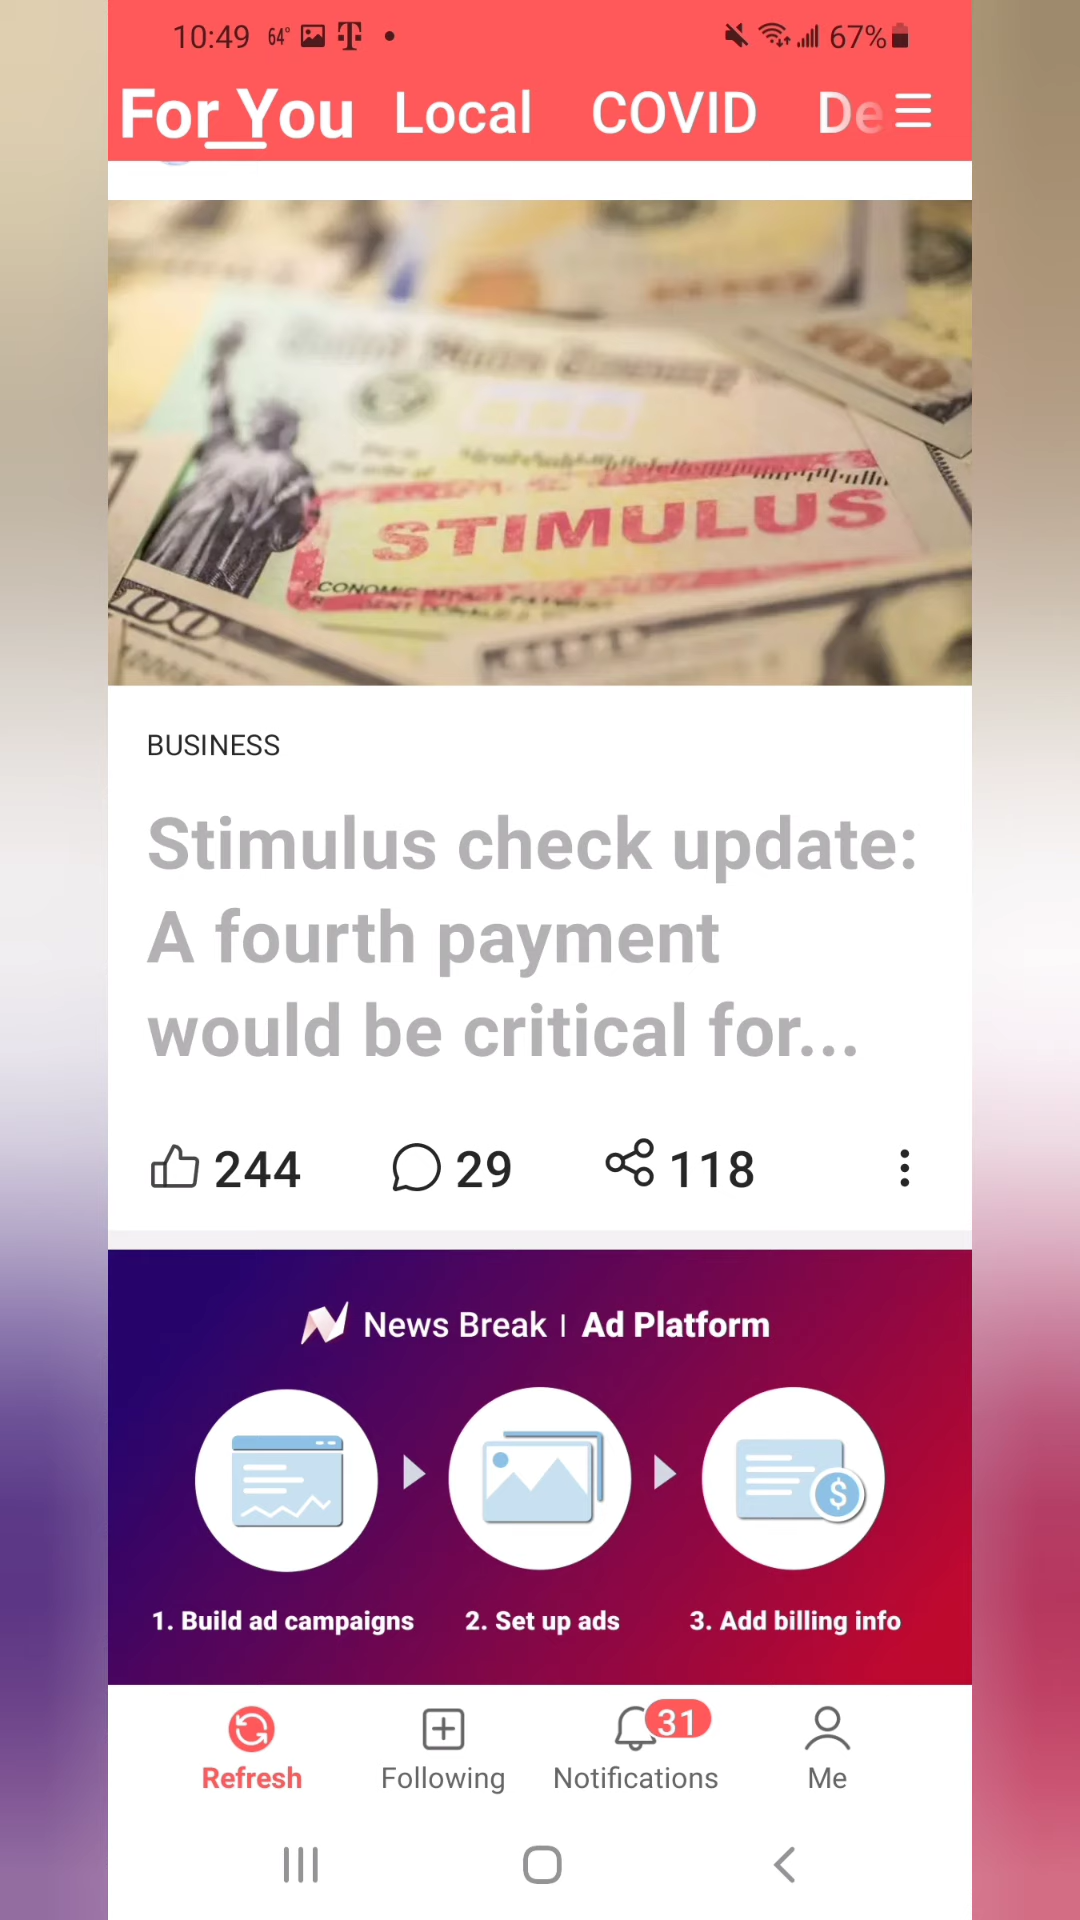 10:49 64° 67%
For You Local COVID De
100
STIMULUS
100
BUSINESS
Stimulus check update:
A fourth payment
would be critical for...
244 29 118
News Break | Ad Platform
$
1. Build ad campaigns 2. Set up ads 3. Add billing info
31
Refresh Following Notifications Me